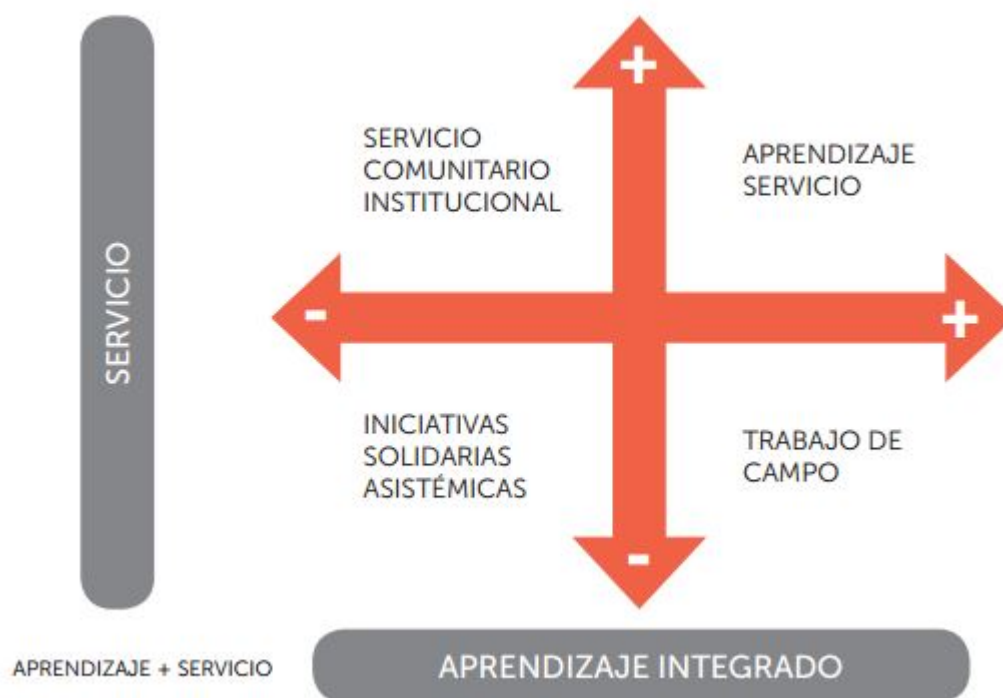 +
SERVICIO
COMUNITARIO
INSTITUCIONAL
APRENDIZAJE
SERVICIO
SERVICIO
-
+
INICIATIVAS
SOLIDARIAS
ASISTÉMICAS
TRABAJO DE
CAMPO
-
APRENDIZAJE + SERVICIO
APRENDIZAJE INTEGRADO